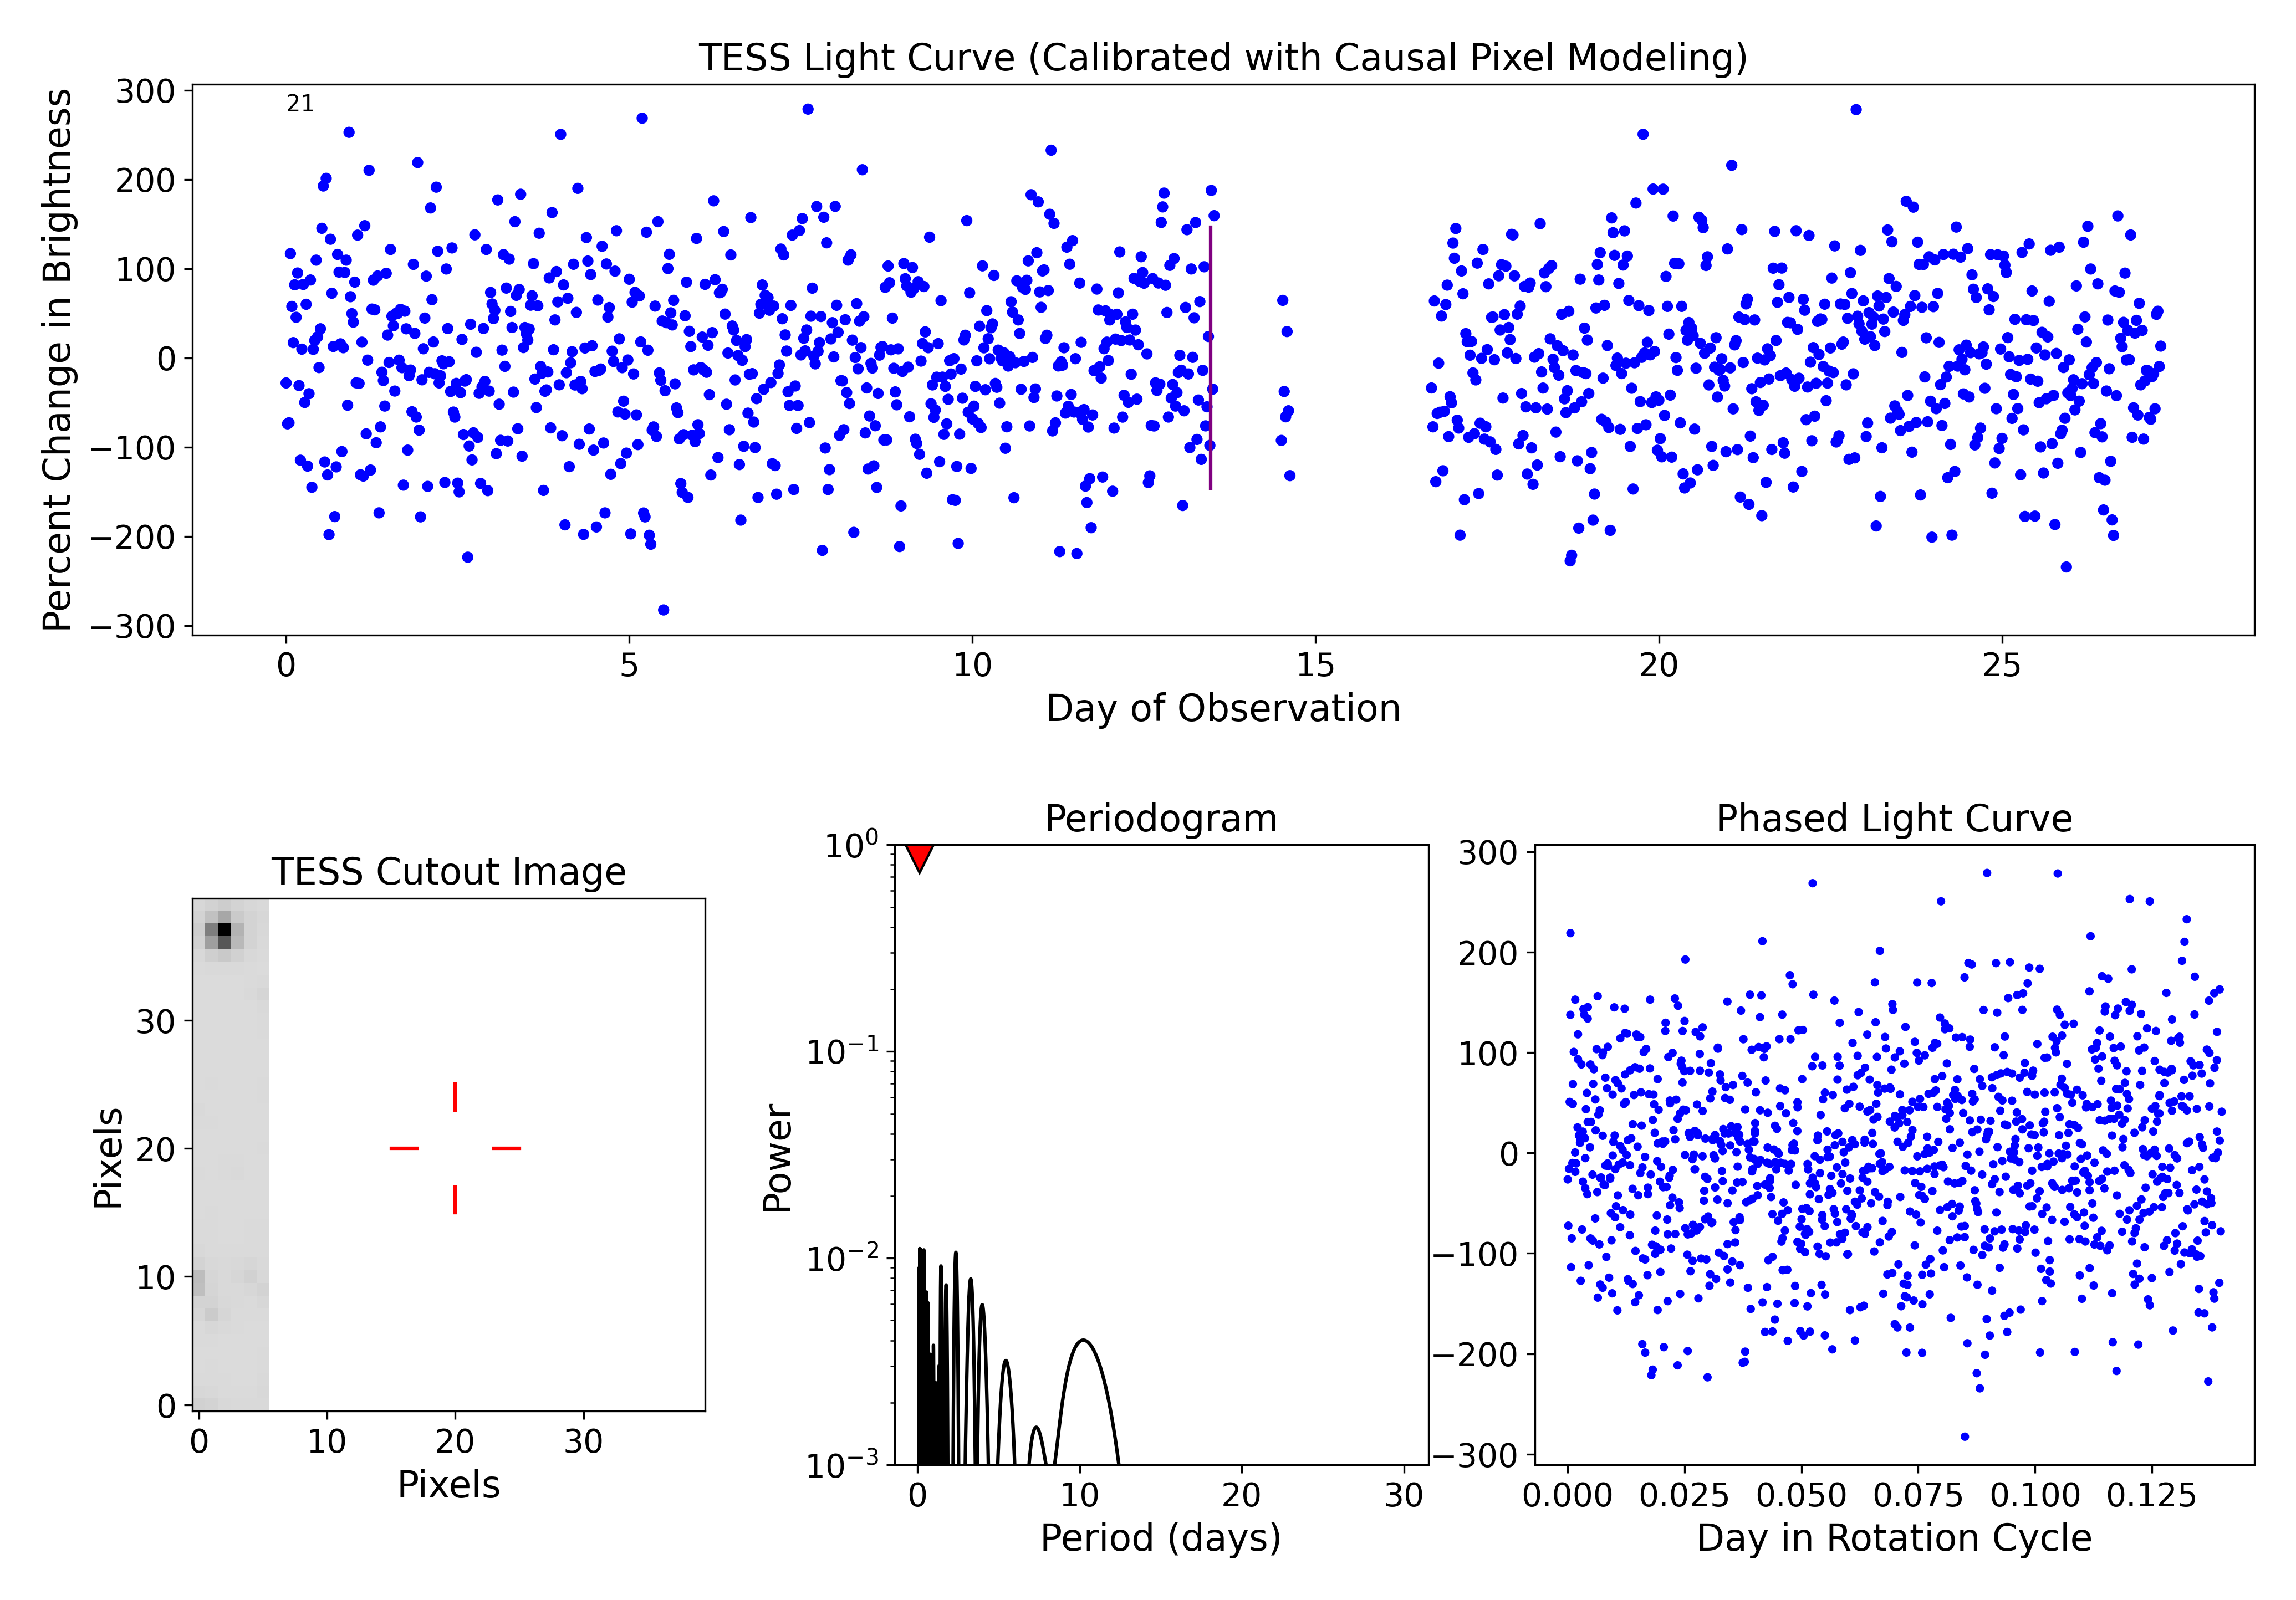 TESS Light Curve (Calibrated with Causal Pixel Modeling)
Percent Change in Brightness
300
200
100
0
−100
−200
−300
21
0 5 10 15 20 25
Day of Observation
TESS Cutout Image
Pixels
30
20
10
0
0 10 20 30
Pixels
Periodogram
Power
10⁰
10⁻¹
10⁻²
10⁻³
0 10 20 30
Period (days)
Phased Light Curve
300
200
100
0
−100
−200
−300
0.000 0.025 0.050 0.075 0.100 0.125
Day in Rotation Cycle